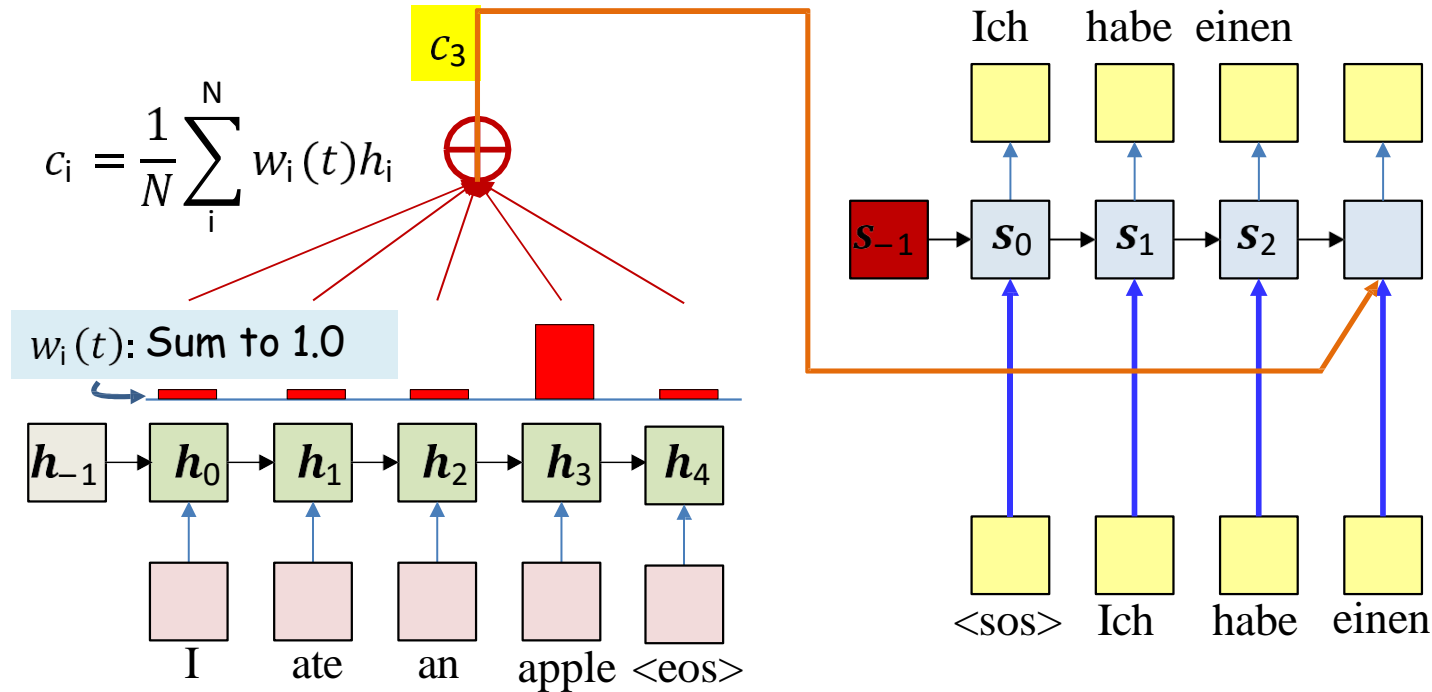 c₃
cᵢ = 1/N ∑ᵢᴺ wᵢ(t)hᵢ
wᵢ(t): Sum to 1.0
h₋₁ h₀ h₁ h₂ h₃ h₄
I ate an apple <eos>
Ich habe einen
s₋₁ s₀ s₁ s₂
<sos> Ich habe einen